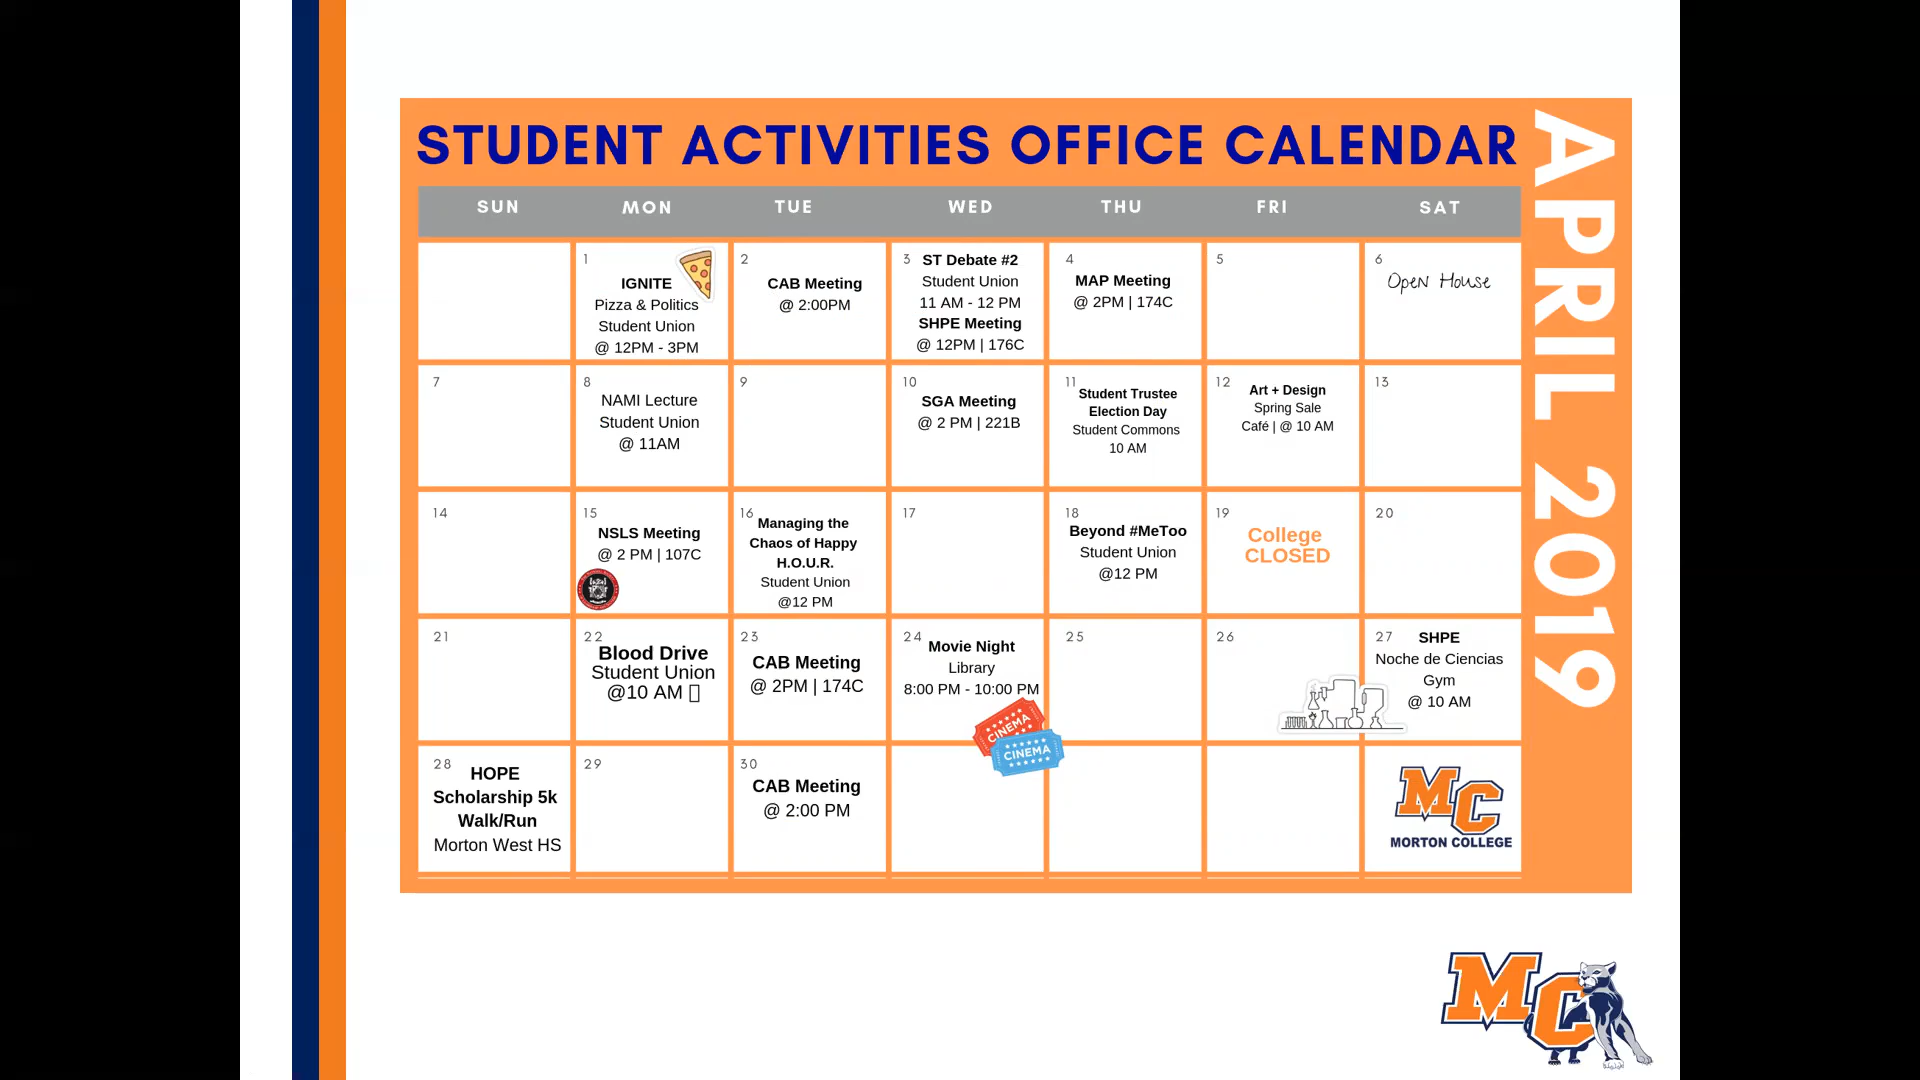 STUDENT ACTIVITIES OFFICE CALENDAR
APRIL 2019
SUN MON TUE WED THU FRI SAT
1
IGNITE
Pizza & Politics
Student Union
@ 12PM - 3PM
2
CAB Meeting
@ 2:00PM
3 ST Debate #2
Student Union
11 AM - 12 PM
SHPE Meeting
@ 12PM | 176C
4
MAP Meeting
@ 2PM | 174C
5
6
Open House
7
8
NAMI Lecture
Student Union
@ 11AM
9
10
SGA Meeting
@ 2 PM | 221B
11
Student Trustee
Election Day
Student Commons
10 AM
12
Art + Design
Spring Sale
Café | @ 10 AM
13
14
15
NSLS Meeting
@ 2 PM | 107C
16
Managing the
Chaos of Happy
H.O.U.R.
Student Union
@12 PM
17
18
Beyond #MeToo
Student Union
@12 PM
19
College
CLOSED
20
21
22
Blood Drive
Student Union
@10 AM
23
CAB Meeting
@ 2PM | 174C
24
Movie Night
Library
8:00 PM - 10:00 PM
CINEMA
CINEMA
25
26
27 SHPE
Noche de Ciencias
Gym
@ 10 AM
28
HOPE
Scholarship 5k
Walk/Run
Morton West HS
29
30
CAB Meeting
@ 2:00 PM
MC
MORTON COLLEGE
MC